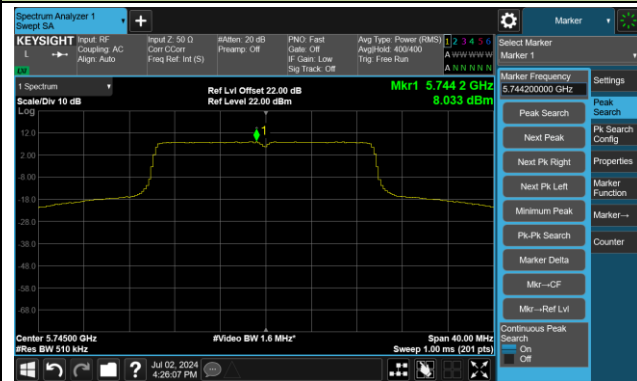 Spectrum Analyzer 1
Swept SA
Marker
KEYSIGHT
L
LXI
Input: RF
Coupling: AC
Align: Auto
Input Z: 50 Ω
Corr CCorr
Freq Ref: Int (S)
#Atten: 20 dB
Preamp: Off
PNO: Fast
Gate: Off
IF Gain: Low
Sig Track: Off
Avg Type: Power (RMS)
Avg|Hold: 400/400
Trig: Free Run
1 2 3 4 5 6
A W W W W W
A N N N N N
Select Marker
Marker 1
1 Spectrum
Scale/Div 10 dB
Log
Ref Lvl Offset 22.00 dB
Ref Level 22.00 dBm
Mkr1 5.744 2 GHz
8.033 dBm
1
12.0
2.00
-8.00
-18.0
-28.0
-38.0
-48.0
-58.0
-68.0
Center 5.74500 GHz
#Res BW 510 kHz
#Video BW 1.6 MHz*
Span 40.00 MHz
Sweep 1.00 ms (201 pts)
Marker Frequency
5.744200000 GHz
Peak Search
Next Peak
Next Pk Right
Next Pk Left
Minimum Peak
Pk-Pk Search
Marker Delta
Mkr→CF
Mkr→Ref Lvl
Continuous Peak
Search
On
Off
Settings
Peak
Search
Pk Search
Config
Properties
Marker
Function
Marker→
Counter
Jul 02, 2024
4:26:07 PM